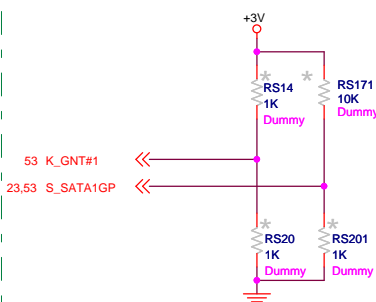 +3V
* RS14
1K
Dummy
* RS171
10K
Dummy
53 K_GNT#1
23,53 S_SATA1GP
* RS20
1K
Dummy
* RS201
1K
Dummy